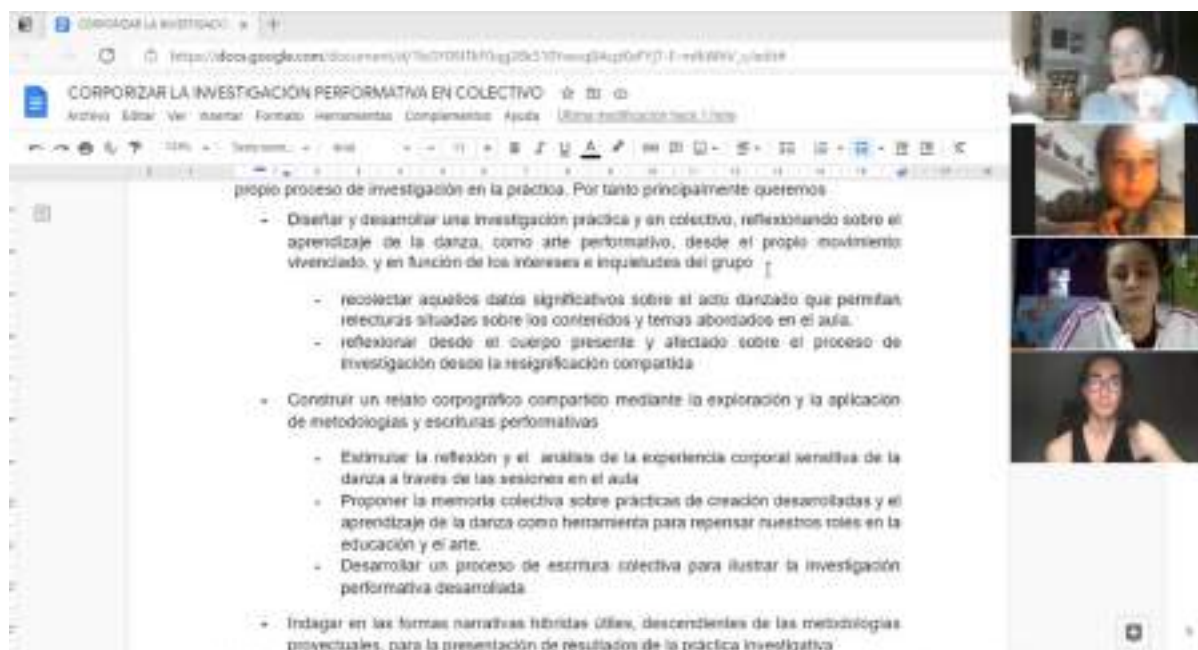 CORPORIZAR LA INVESTIGACIÓN PERFORMATIVA EN COLECTIVO
Archivo Editar Ver Insertar Formato Herramientas Complementos Ayuda Última modificación hace 1 hora
propio proceso de investigación en la práctica. Por tanto principalmente queremos
- Diseñar y desarrollar una investigación práctica y en colectivo, reflexionando sobre el
aprendizaje de la danza, como arte performativo, desde el propio movimiento
vivenciado, y en función de los intereses e inquietudes del grupo
- recolectar aquellos datos significativos sobre el acto danzado que permitan
relecturas situadas sobre los contenidos y temas abordados en el aula.
- reflexionar desde el cuerpo presente y afectado sobre el proceso de
investigación desde la resignificación compartida
- Construir un relato corpográfico compartido mediante la exploración y la aplicación
de metodologías y escrituras performativas
- Estimular la reflexión y el análisis de la experiencia corporal sensitiva de la
danza a través de las sesiones en el aula
- Proponer la memoria colectiva sobre prácticas de creación desarrolladas y el
aprendizaje de la danza como herramienta para repensar nuestros roles en la
educación y el arte.
- Desarrollar un proceso de escritura colectiva para ilustrar la investigación
performativa desarrollada
- Indagar en las formas narrativas híbridas útiles, descendientes de las metodologías
proyectuales, para la presentación de resultados de la práctica investigativa